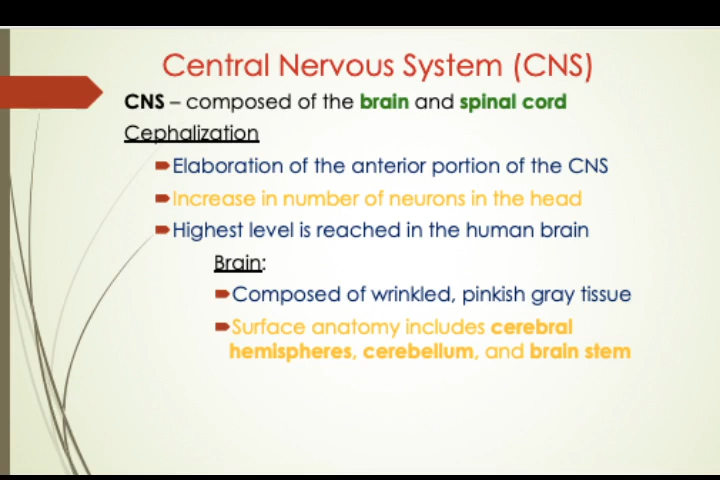 Central Nervous System (CNS)
CNS – composed of the brain and spinal cord
Cephalization
Elaboration of the anterior portion of the CNS
Increase in number of neurons in the head
Highest level is reached in the human brain
Brain:
Composed of wrinkled, pinkish gray tissue
Surface anatomy includes cerebral
hemispheres, cerebellum, and brain stem